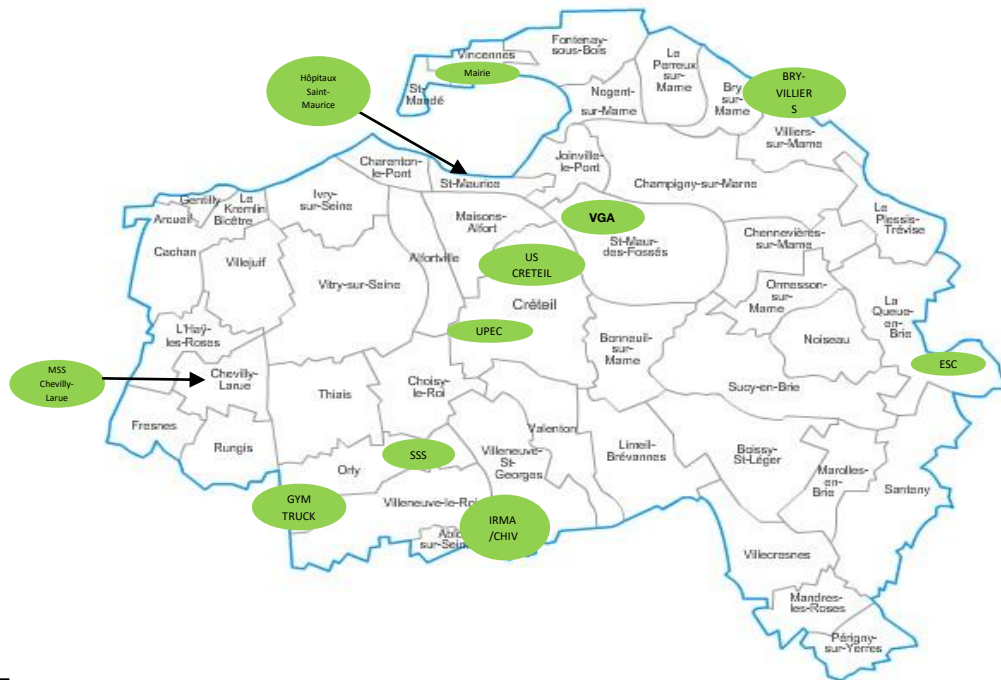 Fontenay-
sous-Bois
Vincennes
Mairie
St-
Mandé
Le
Perreux
sur-
Marne
Nogent-
sur-Marne
Bry
sur-
Marne
BRY-
VILLIER
S
Villiers-
sur-Marne
Hôpitaux
Saint-
Maurice
Charenton-
le-Pont
St-Maurice
Joinville-
le-Pont
Champigny-sur-Marne
Le
Plessis-
Trévise
Gentilly
Le
Kremlin
Bicêtre
Arcueil
Ivry-
sur-Seine
Maisons-
Alfort
VGA
St-Maur-
des-Fossés
Chennevières-
sur-Marne
Cachan
Villejuif
Alfortville
US
CRETEIL
Vitry-sur-Seine
Créteil
Ormesson-
sur-
Marne
La
Queue-
en-Brie
L'Haÿ-
les-Roses
UPEC
Bonneuil-
sur-
Marne
Noiseau
ESC
MSS
Chevilly-
Larue
Chevilly-
Larue
Thiais
Choisy-
le-Roi
Sucy-en-Brie
Fresnes
Rungis
Valenton
Orly
SSS
Villeneuve-
St-
Georges
Limeil-
Brévannes
Boissy-
St-Léger
Marolles-
en-
Brie
Santeny
GYM
TRUCK
Villeneuve-le-Roi
IRMA
/CHIV
sur-Seine
Villecresnes
Mandres-
les-Roses
Périgny-
sur-Yerres